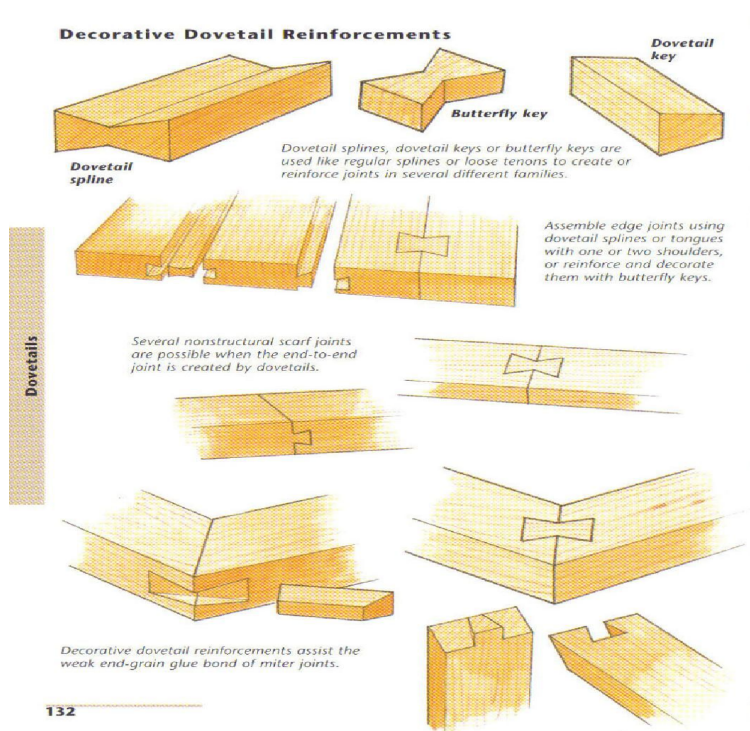 Decorative Dovetail Reinforcements
Dovetail
key
Butterfly key
Dovetail
spline
Dovetail splines, dovetail keys or butterfly keys are
used like regular splines or loose tenons to create or
reinforce joints in several different families.
Assemble edge joints using
dovetail splines or tongues
with one or two shoulders,
or reinforce and decorate
them with butterfly keys.
Dovetails
Several nonstructural scarf joints
are possible when the end-to-end
joint is created by dovetails.
Decorative dovetail reinforcements assist the
weak end-grain glue bond of miter joints.
132